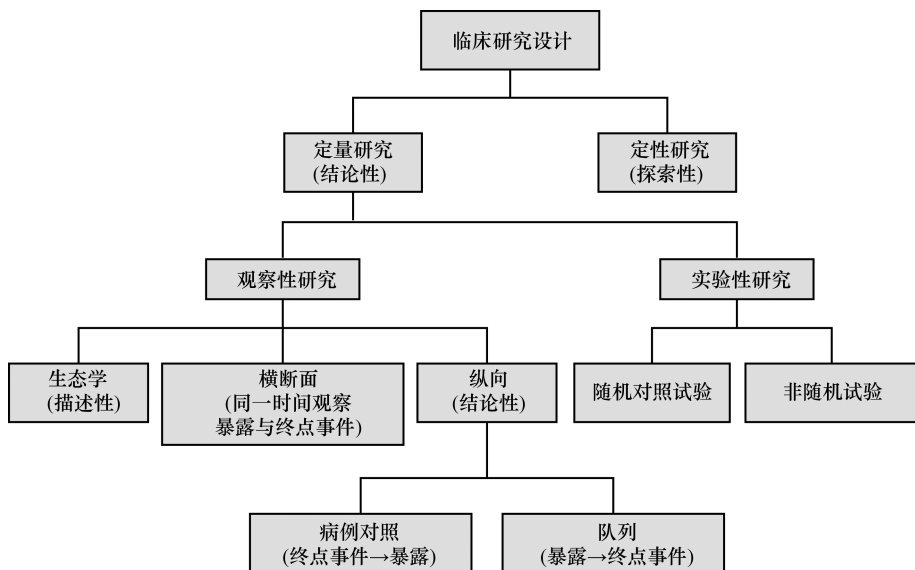 临床研究设计
定量研究
(结论性)
定性研究
(探索性)
观察性研究
实验性研究
生态学
(描述性)
横断面
(同一时间观察
暴露与终点事件)
纵向
(结论性)
随机对照试验
非随机试验
病例对照
(终点事件→暴露)
队列
(暴露→终点事件)